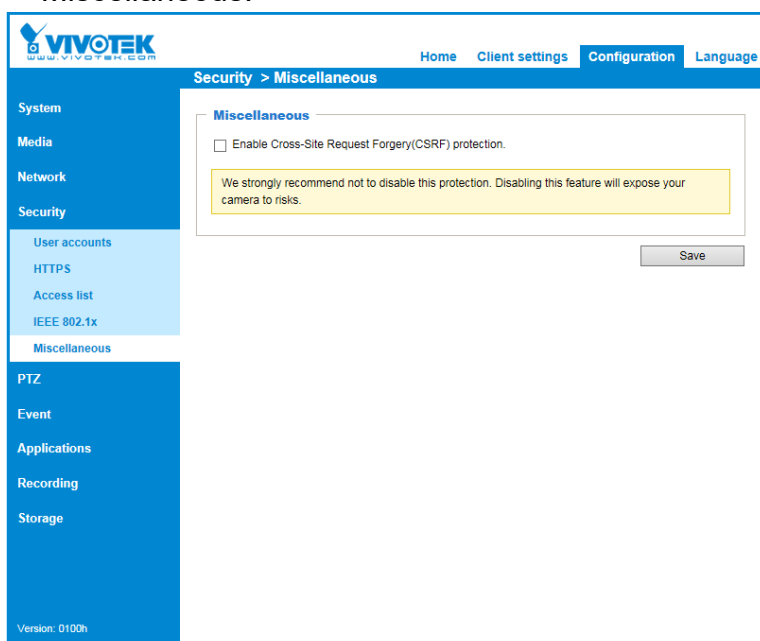 Miscellaneous.
VIVOTEK
www.vivotek.com
Home Client settings Configuration Language
Security > Miscellaneous
System
Media
Network
Security
User accounts
HTTPS
Access list
IEEE 802.1x
Miscellaneous
PTZ
Event
Applications
Recording
Storage
Version: 0100h
Miscellaneous
Enable Cross-Site Request Forgery(CSRF) protection.
We strongly recommend not to disable this protection. Disabling this feature will expose your
camera to risks.
Save